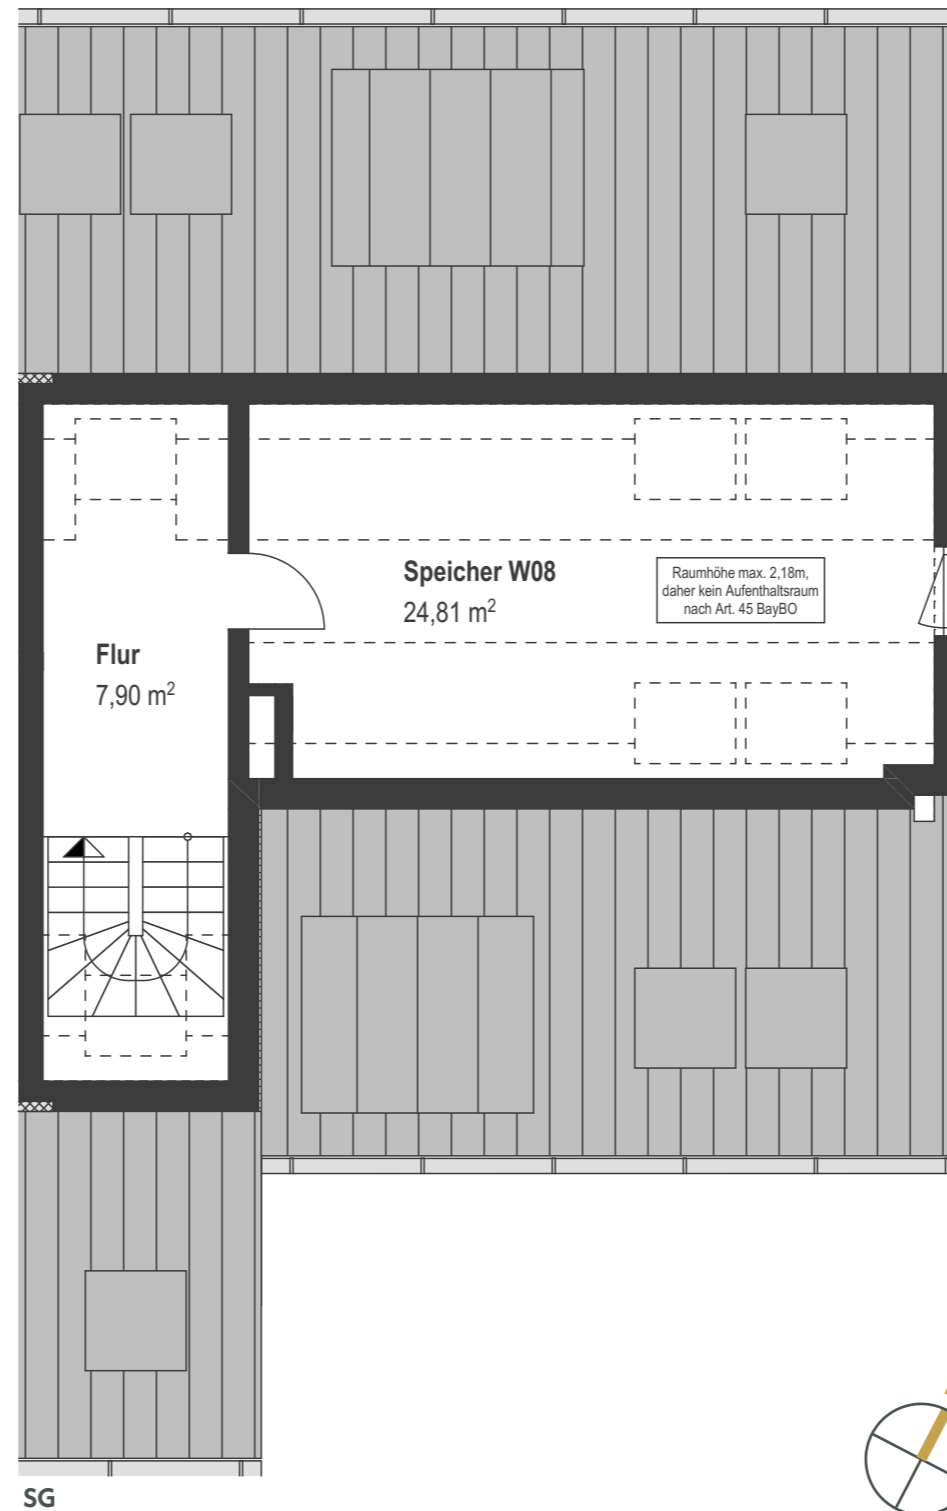 Speicher W08
24,81 m²
Raumhöhe max. 2,18m,
daher kein Aufenthaltsraum
nach Art. 45 BayBO
Flur
7,90 m²
SG